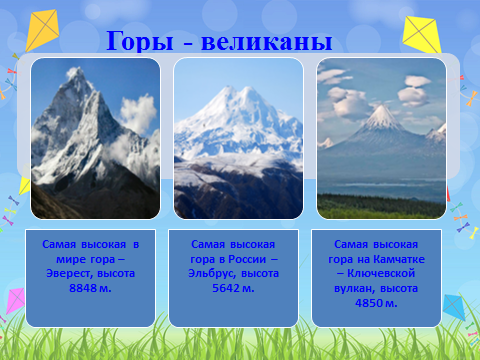 Горы - великаны
Самая высокая в
мире гора –
Эверест, высота
8848 м.
Самая высокая
гора в России –
Эльбрус, высота
5642 м.
Самая высокая
гора на Камчатке
– Ключевской
вулкан, высота
4850 м.